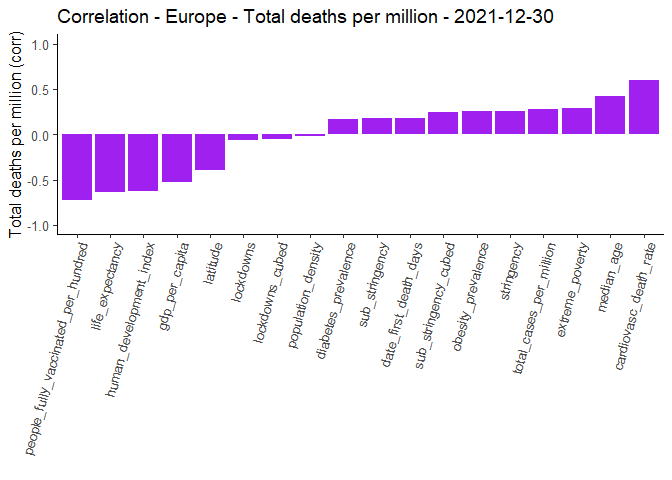 Correlation - Europe - Total deaths per million - 2021-12-30
Total deaths per million (corr)
1.0
0.5
0.0
-0.5
-1.0
people_fully_vaccinated_per_hundred
life_expectancy
human_development_index
gdp_per_capita
latitude
lockdowns
lockdowns_cubed
population_density
diabetes_prevalence
sub_stringency
date_first_death_days
sub_stringency_cubed
obesity_prevalence
stringency
total_cases_per_million
extreme_poverty
median_age
cardiovasc_death_rate